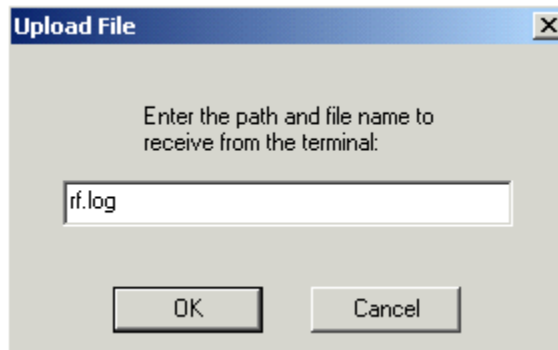 Upload File
Enter the path and file name to
receive from the terminal:
rf.log
OK Cancel